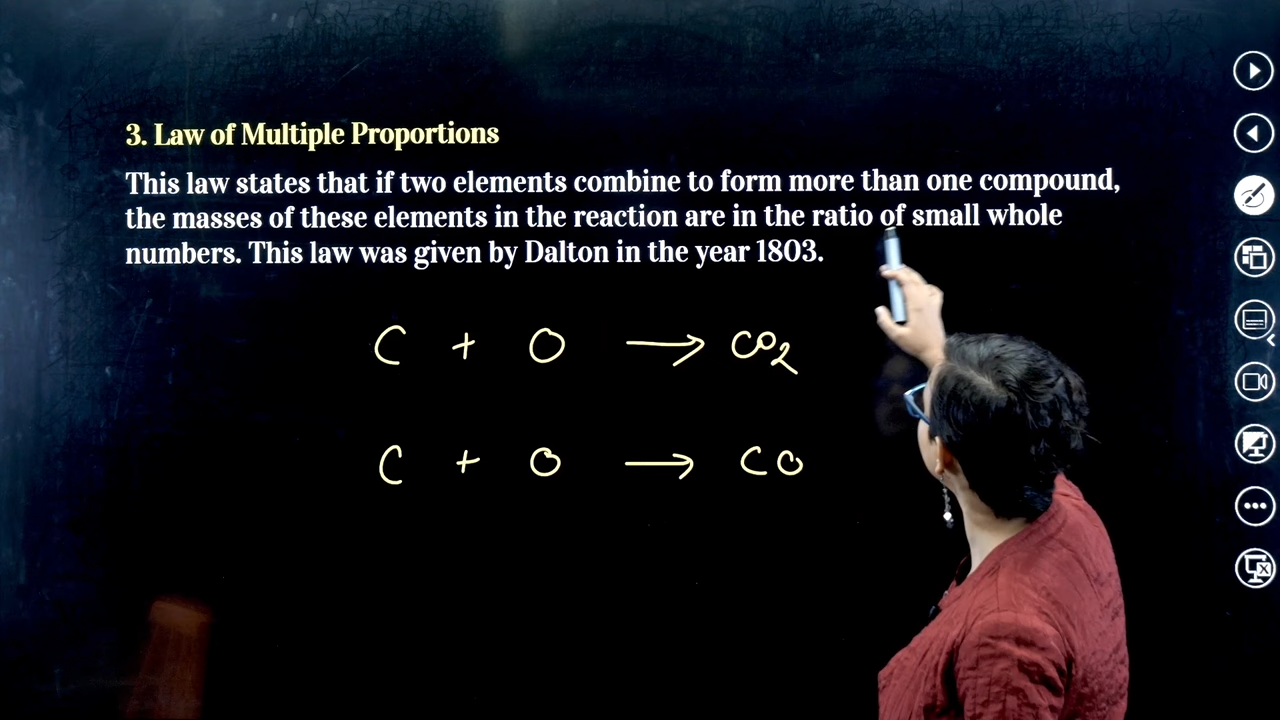 3. Law of Multiple Proportions
This law states that if two elements combine to form more than one compound,
the masses of these elements in the reaction are in the ratio of small whole
numbers. This law was given by Dalton in the year 1803.
C + O → CO₂
C + O → CO